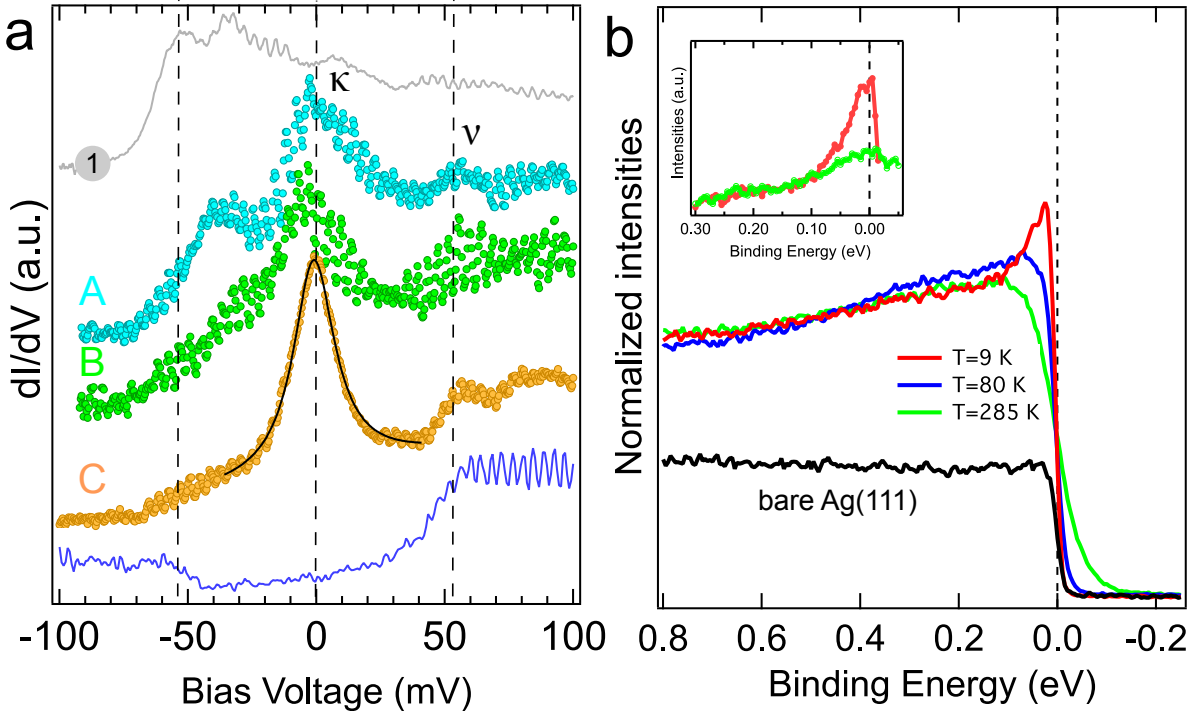 a
κ
ν
1
A
B
C
dI/dV (a.u.)
-100
-50
0
50
100
Bias Voltage (mV)
b
Intensities (a.u.)
0.30
0.20
0.10
0.00
Binding Energy (eV)
Normalized intensities
T=9 K
T=80 K
T=285 K
bare Ag(111)
0.8
0.6
0.4
0.2
0.0
-0.2
Binding Energy (eV)